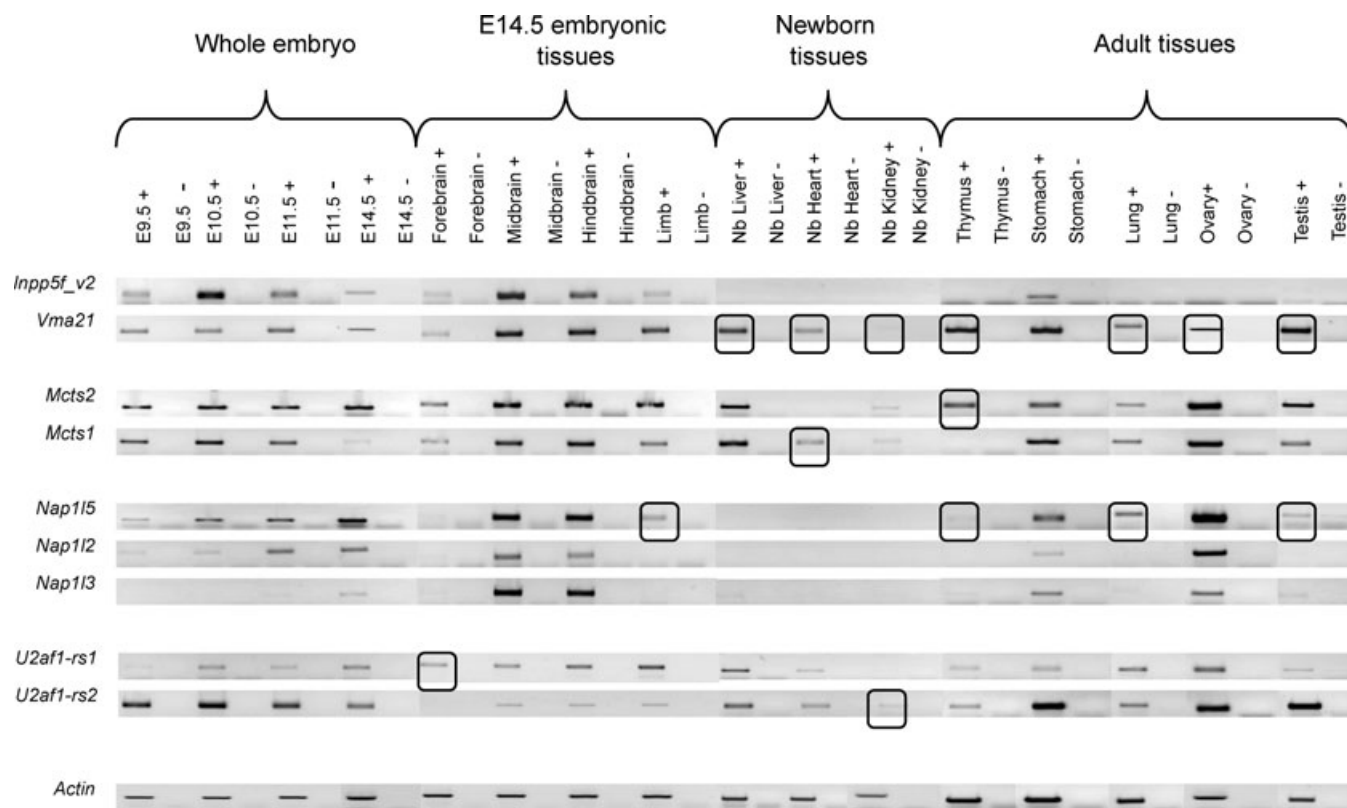 Whole embryo
E14.5 embryonic
tissues
Newborn
tissues
Adult tissues
E9.5 +
E9.5 –
E10.5 +
E10.5 -
E11.5 +
E11.5 –
E14.5 +
E14.5 -
Forebrain +
Forebrain -
Midbrain +
Midbrain -
Hindbrain +
Hindbrain -
Limb +
Limb -
Nb Liver +
Nb Liver -
Nb Heart +
Nb Heart -
Nb Kidney +
Nb Kidney -
Thymus +
Thymus -
Stomach +
Stomach -
Lung +
Lung -
Ovary+
Ovary -
Testis +
Testis -
Inpp5f_v2
Vma21
Mcts2
Mcts1
Nap1l5
Nap1l2
Nap1l3
U2af1-rs1
U2af1-rs2
Actin